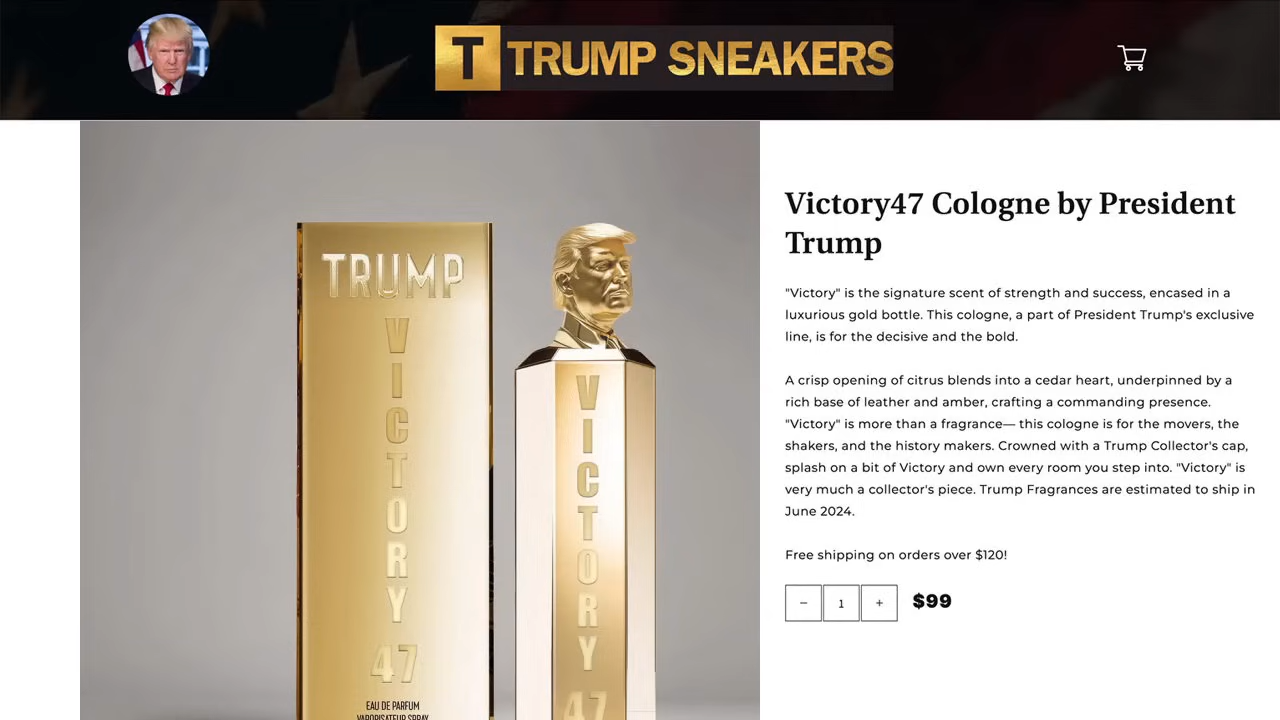 T TRUMP SNEAKERS
TRUMP
VICTORY
47
EAU DE PARFUM
VAPORISATEUR SPRAY
VICTORY
47
Victory47 Cologne by President
Trump
"Victory" is the signature scent of strength and success, encased in a
luxurious gold bottle. This cologne, a part of President Trump's exclusive
line, is for the decisive and the bold.
A crisp opening of citrus blends into a cedar heart, underpinned by a
rich base of leather and amber, crafting a commanding presence.
"Victory" is more than a fragrance— this cologne is for the movers, the
shakers, and the history makers. Crowned with a Trump Collector's cap,
splash on a bit of Victory and own every room you step into. "Victory" is
very much a collector's piece. Trump Fragrances are estimated to ship in
June 2024.
Free shipping on orders over $120!
− 1 + $99